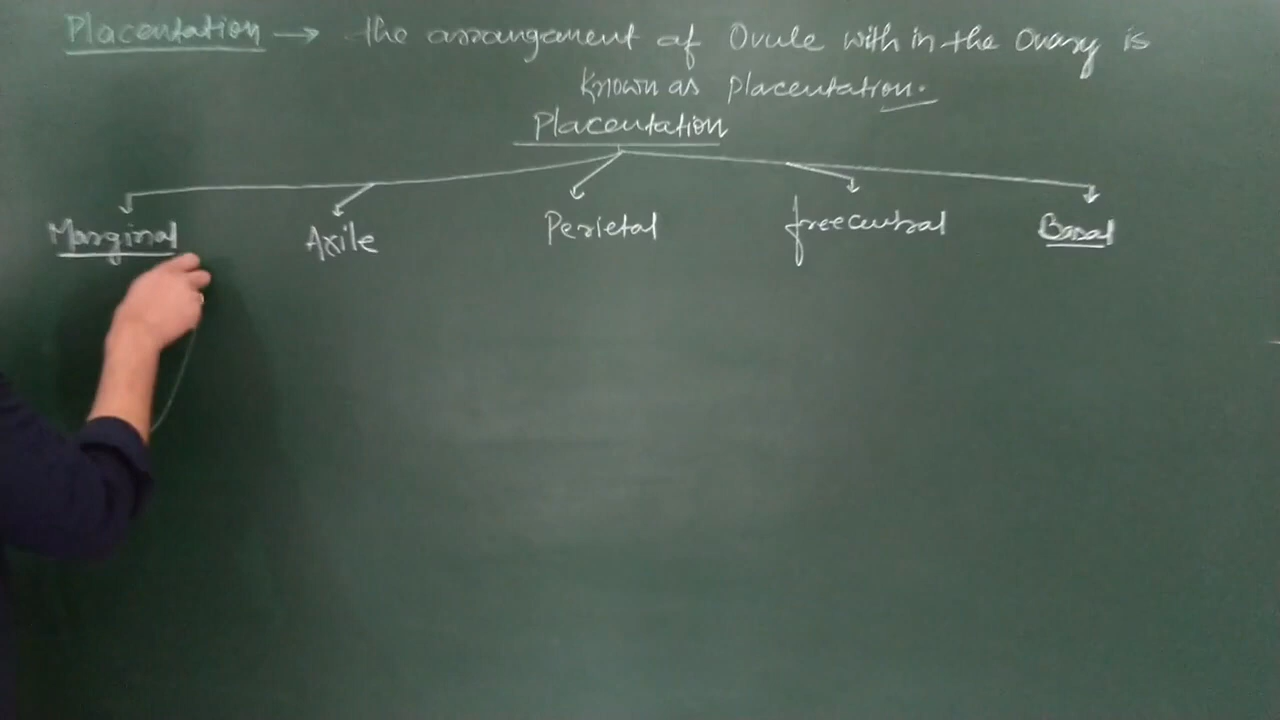 Placentation → the arrangement of Ovule with in the Ovary is
known as placentation.
Placentation
Marginal Axile Perietal freecentral Basal